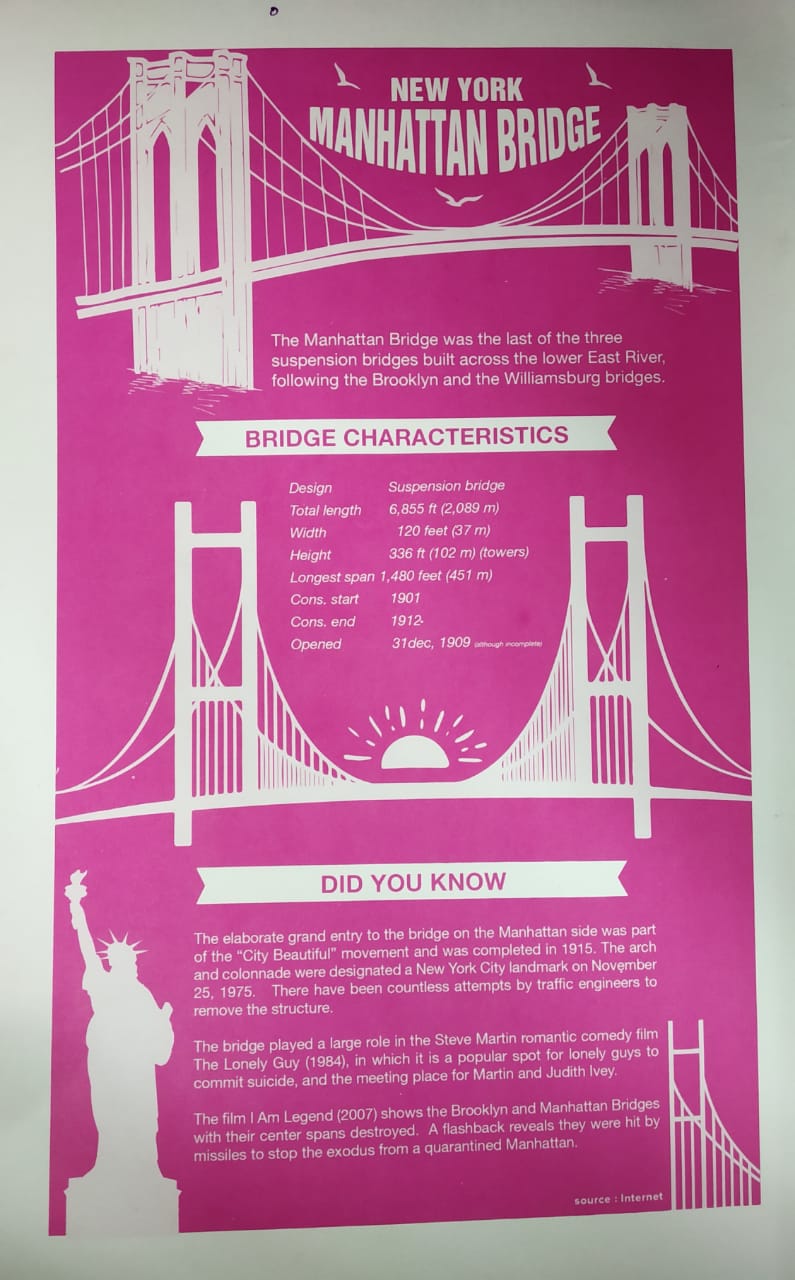 NEW YORK
MANHATTAN BRIDGE
The Manhattan Bridge was the last of the three
suspension bridges built across the lower East River,
following the Brooklyn and the Williamsburg bridges.
BRIDGE CHARACTERISTICS
Design Suspension bridge
Total length 6,855 ft (2,089 m)
Width 120 feet (37 m)
Height 336 ft (102 m) (towers)
Longest span 1,480 feet (451 m)
Cons. start 1901
Cons. end 1912-
Opened 31dec, 1909 (although incomplete)
DID YOU KNOW
The elaborate grand entry to the bridge on the Manhattan side was part
of the “City Beautiful” movement and was completed in 1915. The arch
and colonnade were designated a New York City landmark on November
25, 1975. There have been countless attempts by traffic engineers to
remove the structure.
The bridge played a large role in the Steve Martin romantic comedy film
The Lonely Guy (1984), in which it is a popular spot for lonely guys to
commit suicide, and the meeting place for Martin and Judith Ivey.
The film I Am Legend (2007) shows the Brooklyn and Manhattan Bridges
with their center spans destroyed. A flashback reveals they were hit by
missiles to stop the exodus from a quarantined Manhattan.
source : Internet